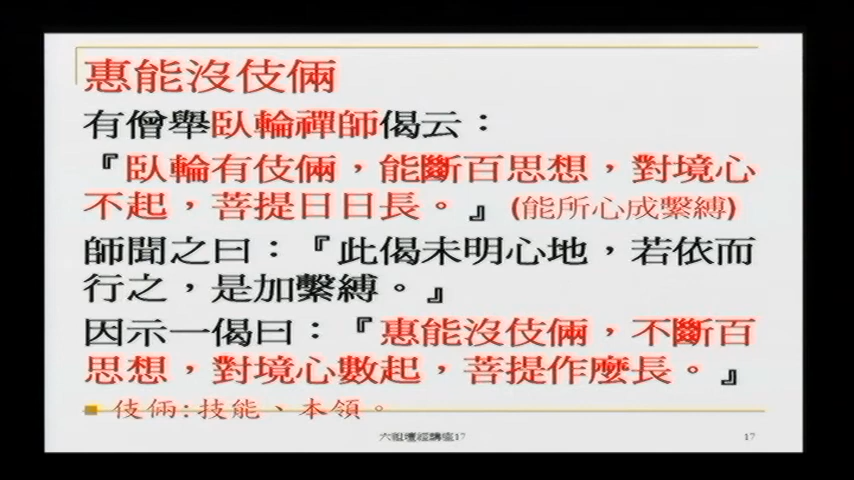 惠能沒伎倆
有僧舉臥輪禪師偈云：
『臥輪有伎倆，能斷百思想，對境心
不起，菩提日日長。』(能所心成繫縛)
師聞之曰：『此偈未明心地，若依而
行之，是加繫縛。』
因示一偈曰：『惠能沒伎倆，不斷百
思想，對境心數起，菩提作麼長。』
伎倆:技能、本領。
六祖壇經講座17
17